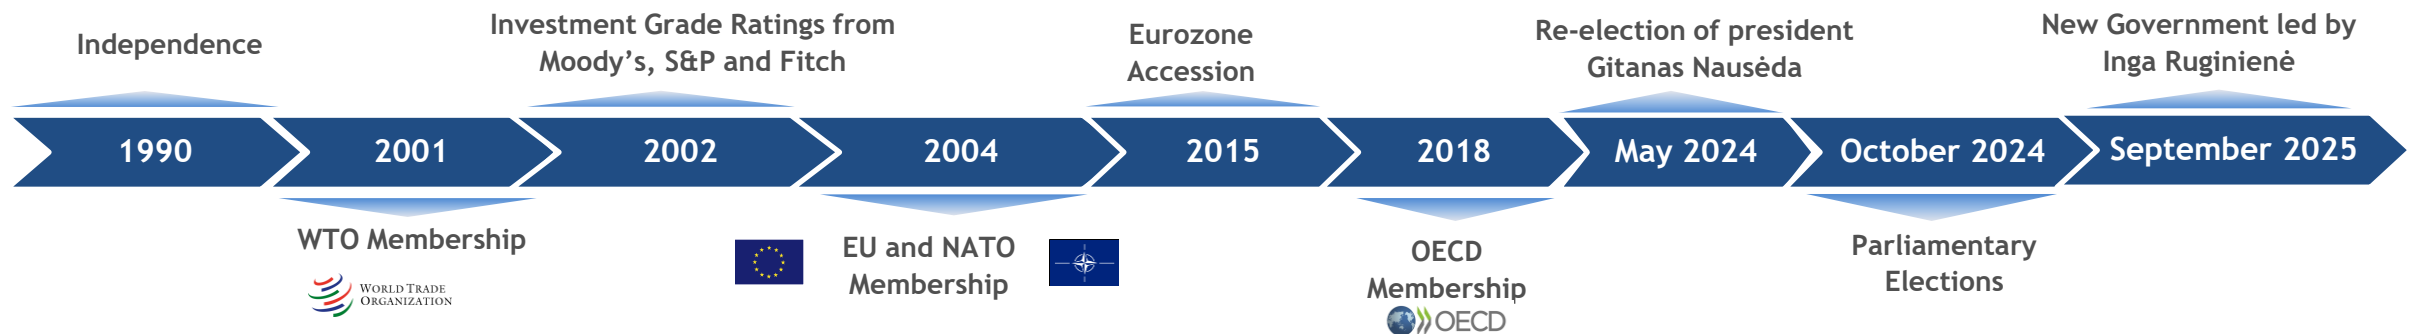 Independence
Investment Grade Ratings from
Moody's, S&P and Fitch
Eurozone
Accession
Re-election of president
Gitanas Nausėda
New Government led by
Inga Ruginienė
1990
2001
2002
2004
2015
2018
May 2024
October 2024
September 2025
WTO Membership
WORLD TRADE
ORGANIZATION
EU and NATO
Membership
OECD
Membership
OECD
Parliamentary
Elections